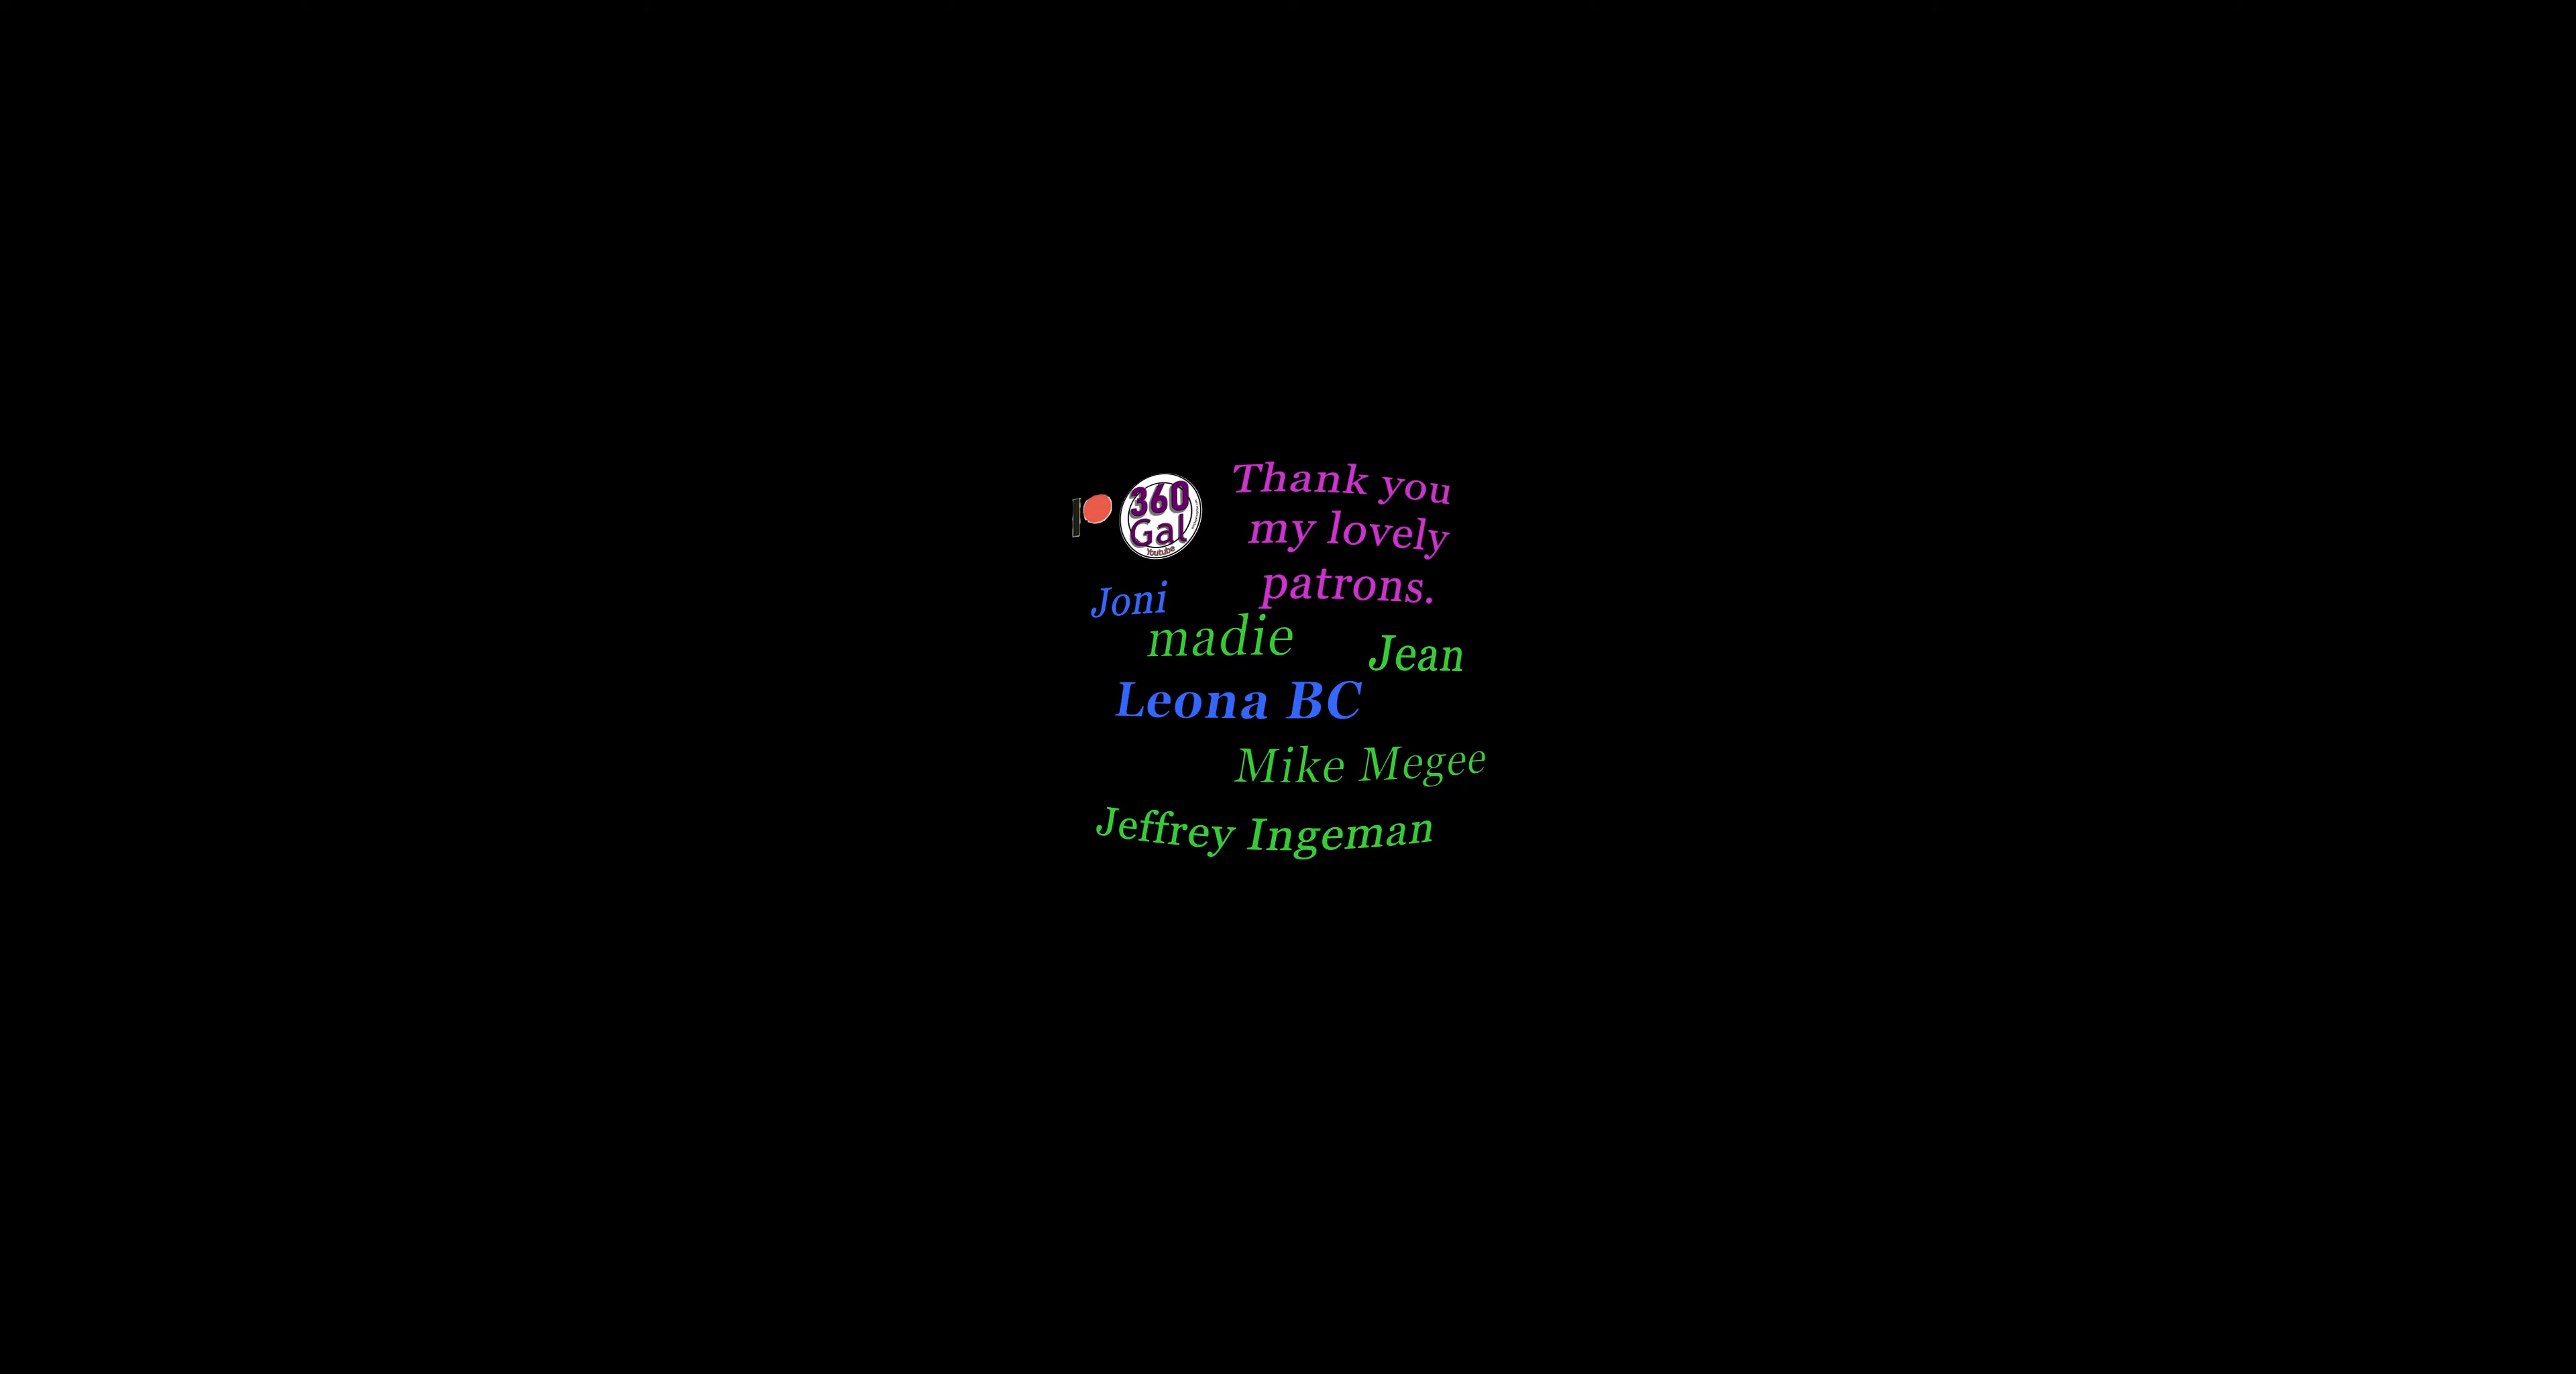 360
Gal
Youtube
Thank you
my lovely
patrons.
Joni
madie
Jean
Leona BC
Mike Megee
Jeffrey Ingeman